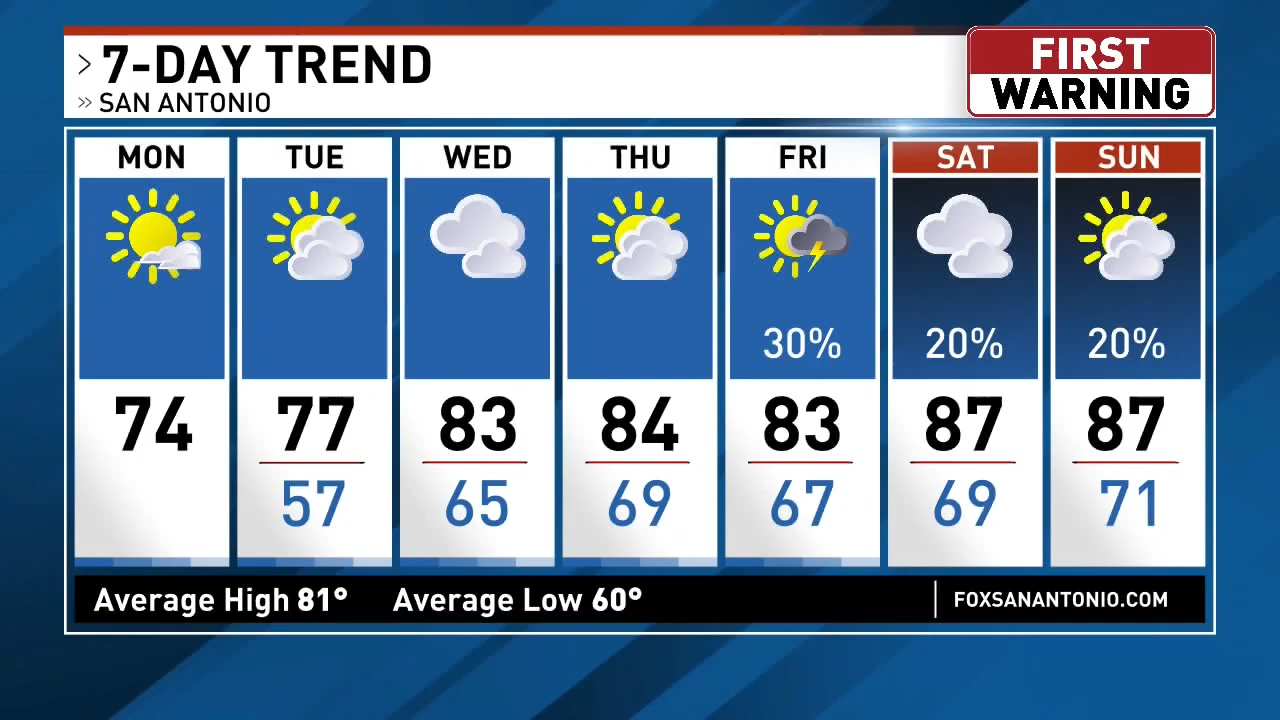 > 7-DAY TREND
» SAN ANTONIO
FIRST
WARNING
MON TUE WED THU FRI SAT SUN
30% 20% 20%
74 77 83 84 83 87 87
57 65 69 67 69 71
Average High 81° Average Low 60° FOXSANANTONIO.COM